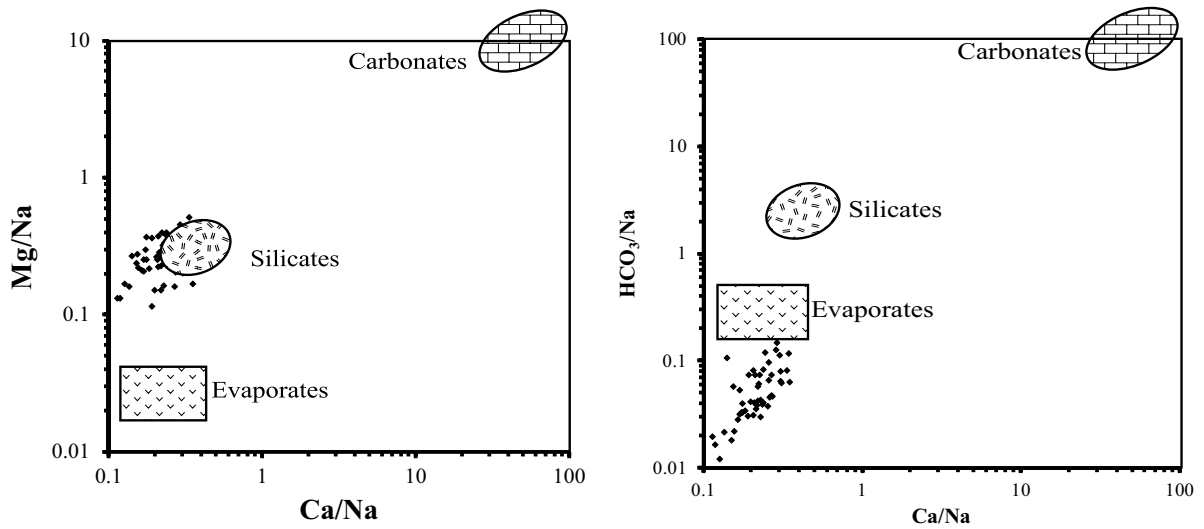 10
Carbonates
1
Mg/Na
Silicates
0.1
Evaporates
0.01
0.1
1
10
100
Ca/Na
100
Carbonates
10
Silicates
HCO₃/Na
1
Evaporates
0.1
0.01
0.1
1
10
100
Ca/Na